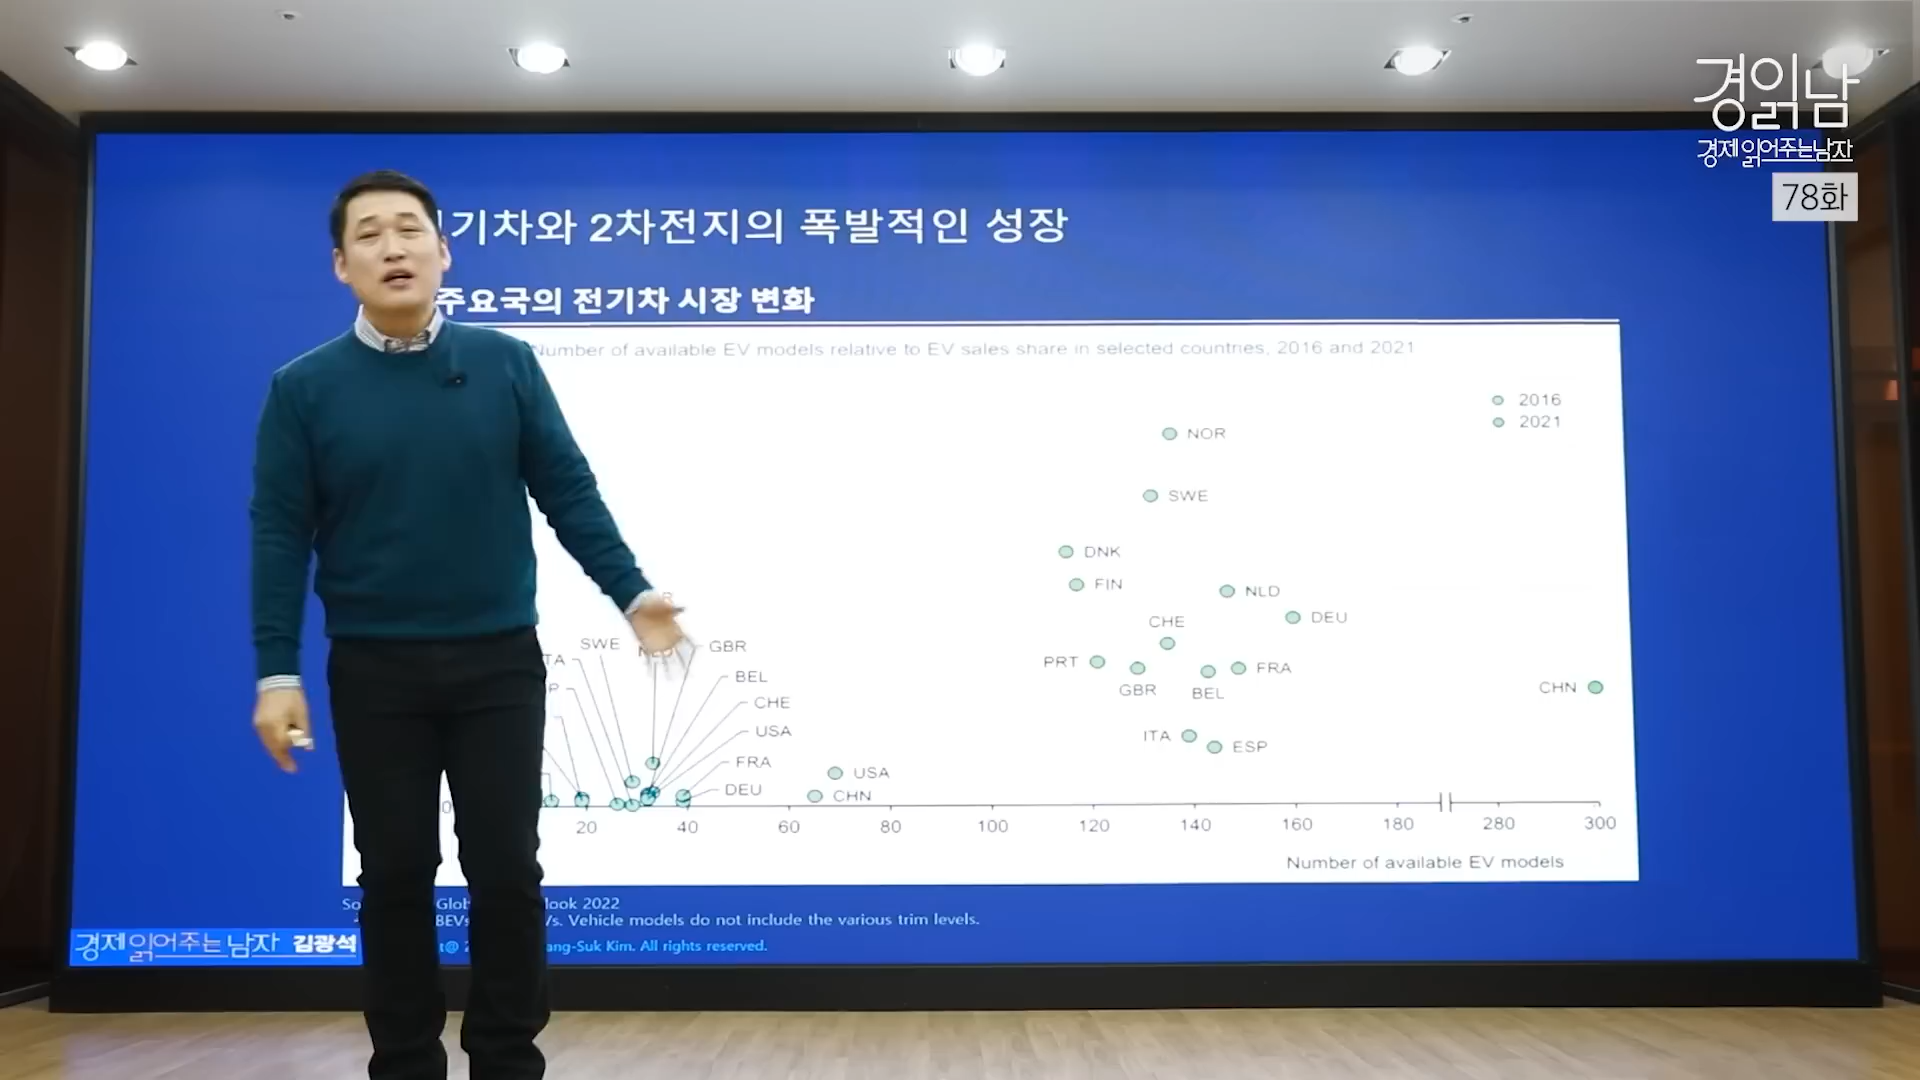 경읽남
경제 읽어주는 남자
78화
기차와 2차전지의 폭발적인 성장
주요국의 전기차 시장 변화
Number of available EV models relative to EV sales share in selected countries, 2016 and 2021
2016
2021
NOR
SWE
DNK
FIN
NLD
DEU
CHE
PRT
GBR
BEL
FRA
CHN
ITA
ESP
SWE
GBR
BEL
CHE
USA
FRA
DEU
USA
CHN
0 20 40 60 80 100 120 140 160 180 280 300
Number of available EV models
2022
Vehicle models do not include the various trim levels.
Kim. All rights reserved.
경제 읽어주는 남자 김광석